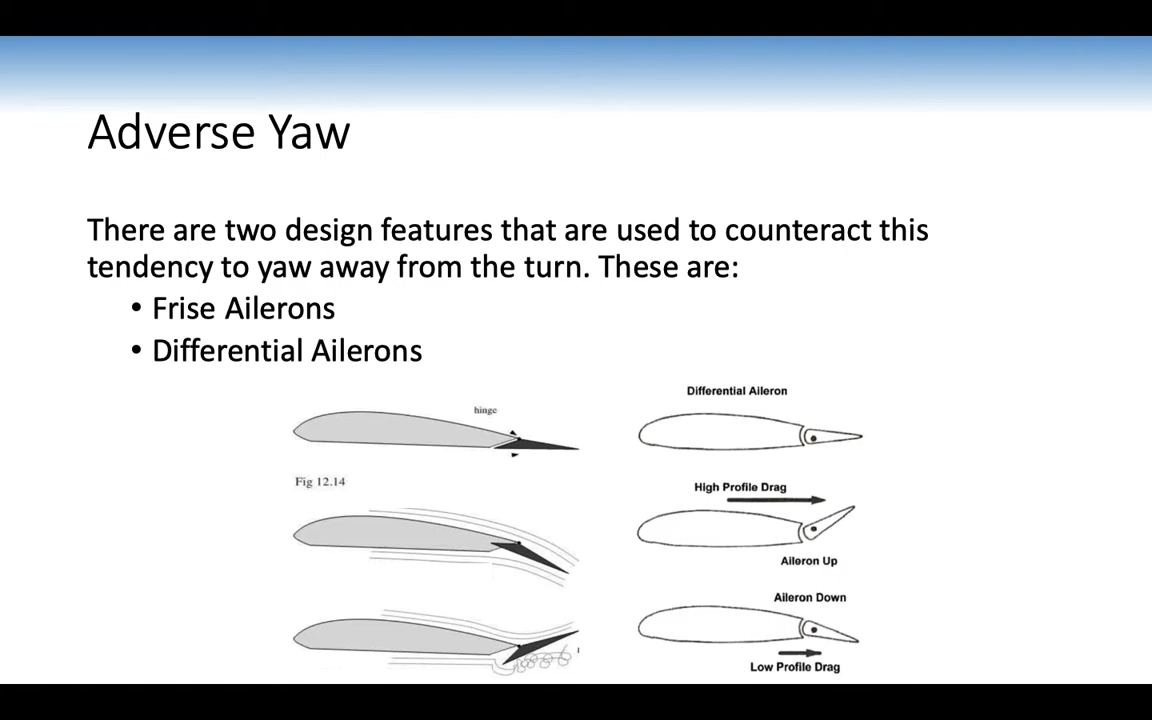 Adverse Yaw
There are two design features that are used to counteract this
tendency to yaw away from the turn. These are:
• Frise Ailerons
• Differential Ailerons
hinge
Fig 12.14
Differential Aileron
High Profile Drag
Aileron Up
Aileron Down
Low Profile Drag